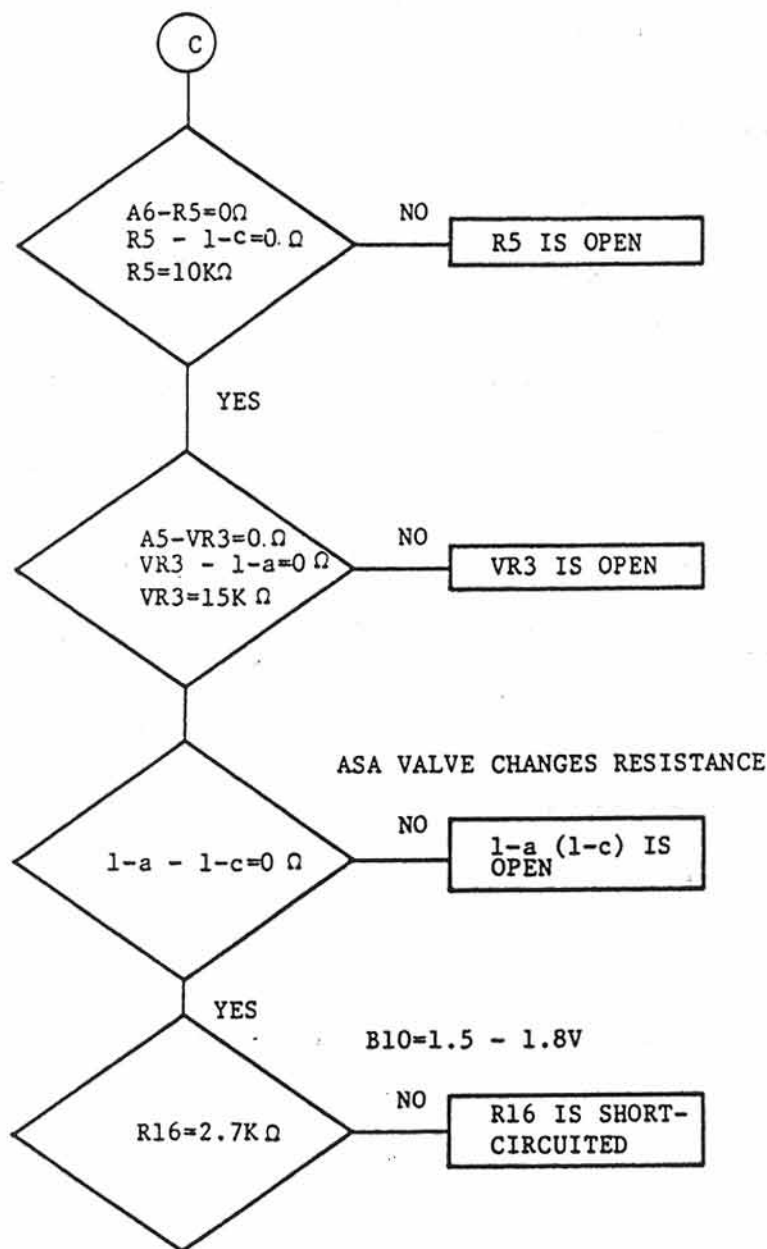 C
A6-R5=0Ω
R5 - 1-c=0.Ω
R5=10KΩ
NO
R5 IS OPEN
YES
A5-VR3=0.Ω
VR3 - 1-a=0 Ω
VR3=15K Ω
NO
VR3 IS OPEN
ASA VALVE CHANGES RESISTANCE
1-a - 1-c=0 Ω
NO
1-a (1-c) IS
OPEN
YES
B10=1.5 - 1.8V
R16=2.7KΩ
NO
R16 IS SHORT-
CIRCUITED